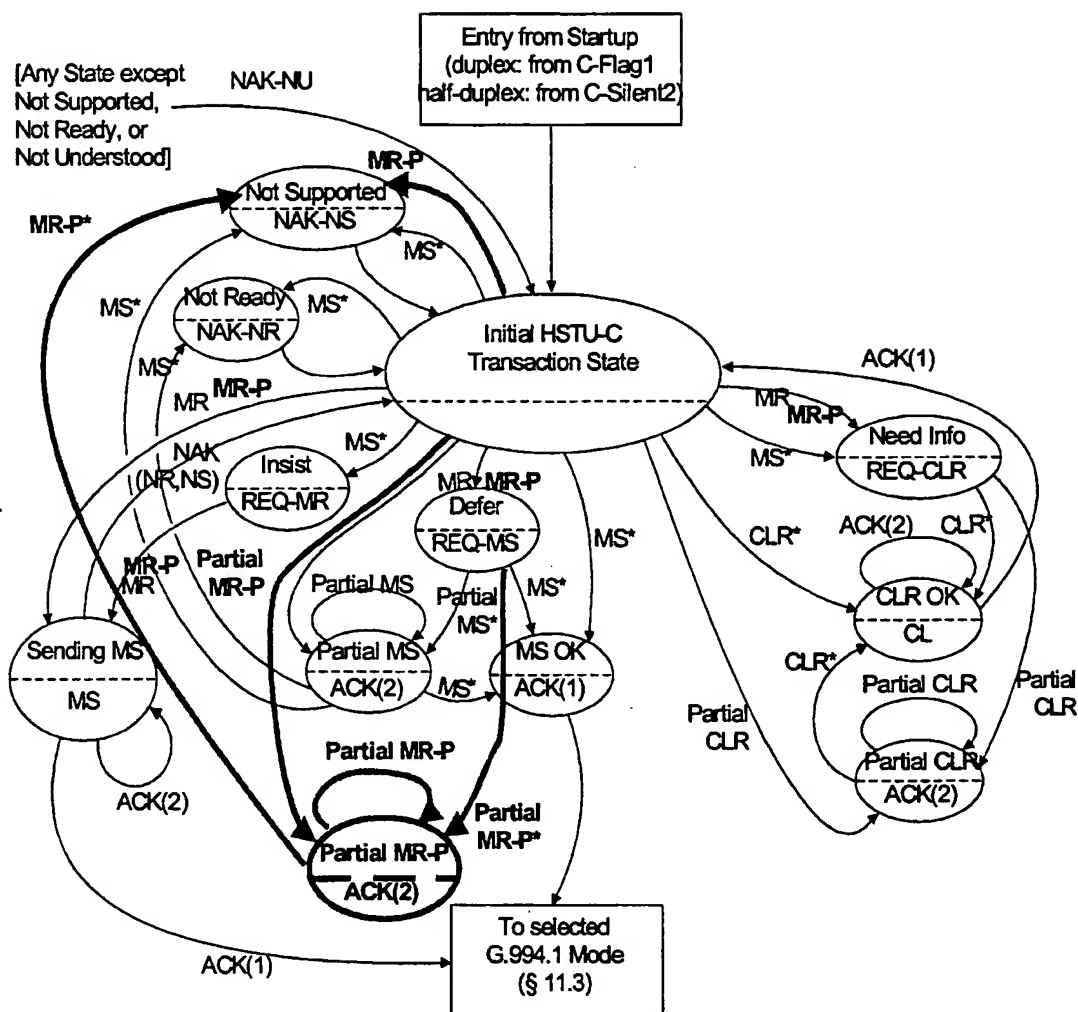 Entry from Startup
(duplex: from C-Flag1
half-duplex: from C-Silent2)
[Any State except
Not Supported,
Not Ready, or
Not Understood]
NAK-NU
MR-P
Not Supported
NAK-NS
MR-P*
MS*
MS*
Not Ready
NAK-NR
MS*
MS*
Initial HSTU-C
Transaction State
ACK(1)
MR
MR-P
MR
MR-P
Need Info
REQ-CLR
MS*
NAK
(NR,NS)
Insist
REQ-MR
MS*
MR
MR-P
Defer
REQ-MS
MS*
CLR*
ACK(2)
CLR*
MR-P
MR
Partial
MR-P
Partial MS
Partial
MS*
MS*
CLR OK
CL
Sending MS
MS
Partial MS
ACK(2)
MS*
MS OK
ACK(1)
CLR*
Partial CLR
Partial
CLR
Partial
CLR
Partial CLR
ACK(2)
ACK(2)
Partial MR-P
Partial
MR-P*
Partial MR-P
ACK(2)
To selected
G.994.1 Mode
(§ 11.3)
ACK(1)